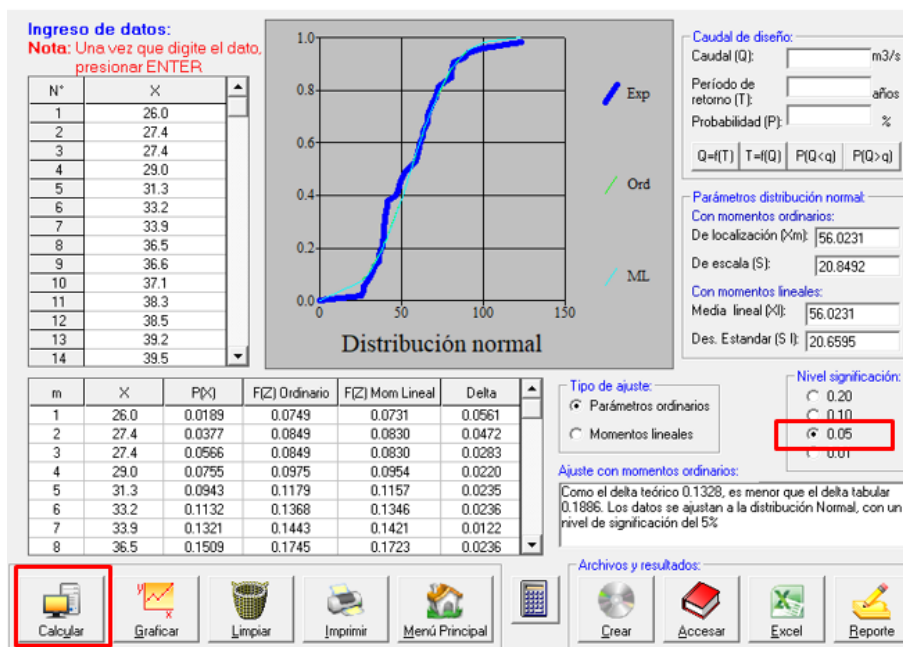 Ingreso de datos:
Nota: Una vez que digite el dato,
presionar ENTER
N° X
1 26.0
2 27.4
3 27.4
4 29.0
5 31.3
6 33.2
7 33.9
8 36.5
9 36.6
10 37.1
11 38.3
12 38.5
13 39.2
14 39.5
1.0
0.8
0.6
0.4
0.2
0.0
0 50 100 150
Exp
Ord
ML
Distribución normal
Caudal de diseño:
Caudal (Q): m3/s
Período de
retorno (T): años
Probabilidad (P): %
Q=f(T) T=f(Q) P(Q<q) P(Q>q)
Parámetros distribución normal:
Con momentos ordinarios:
De localización (Xm): 56.0231
De escala (S): 20.8492
Con momentos lineales:
Media lineal (Xl): 56.0231
Des. Estandar (S l): 20.6595
m X P(X) F(Z) Ordinario F(Z) Mom Lineal Delta
1 26.0 0.0189 0.0749 0.0731 0.0561
2 27.4 0.0377 0.0849 0.0830 0.0472
3 27.4 0.0566 0.0849 0.0830 0.0283
4 29.0 0.0755 0.0975 0.0954 0.0220
5 31.3 0.0943 0.1179 0.1157 0.0235
6 33.2 0.1132 0.1368 0.1346 0.0236
7 33.9 0.1321 0.1443 0.1421 0.0122
8 36.5 0.1509 0.1745 0.1723 0.0236
Tipo de ajuste:
Parámetros ordinarios
Momentos lineales
Nivel significación:
0.20
0.10
0.05
0.01
Ajuste con momentos ordinarios:
Como el delta teórico 0.1328, es menor que el delta tabular
0.1886. Los datos se ajustan a la distribución Normal, con un
nivel de significación del 5%
Calcular Graficar Limpiar Imprimir Menú Principal
Archivos y resultados:
Crear Accesar Excel Reporte